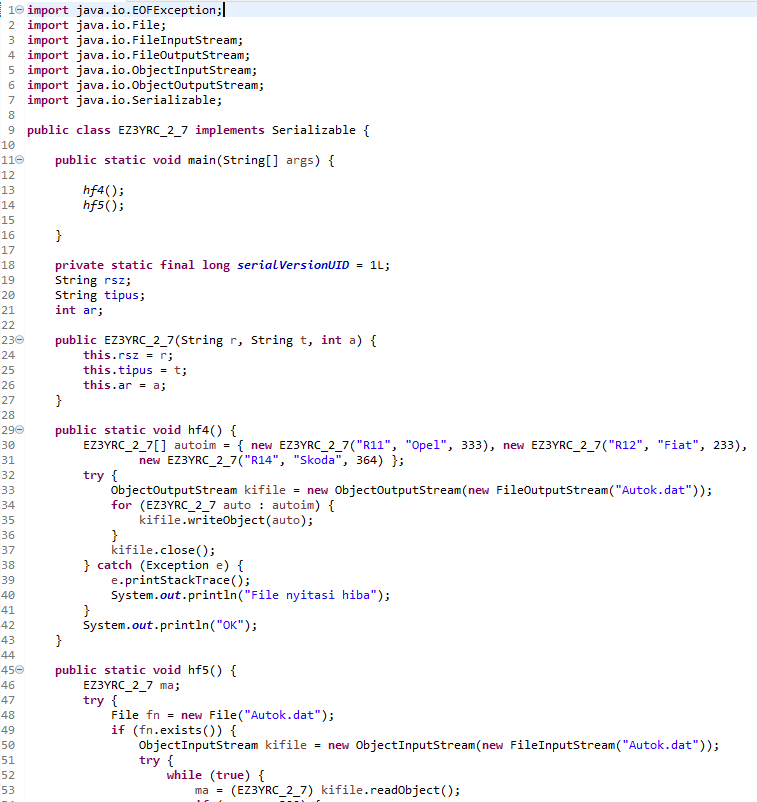 1 import java.io.EOFException;
2 import java.io.File;
3 import java.io.FileInputStream;
4 import java.io.FileOutputStream;
5 import java.io.ObjectInputStream;
6 import java.io.ObjectOutputStream;
7 import java.io.Serializable;
8
9 public class EZ3YRC_2_7 implements Serializable {
10
11     public static void main(String[] args) {
12
13         hf4();
14         hf5();
15
16     }
17
18     private static final long serialVersionUID = 1L;
19     String rsz;
20     String tipus;
21     int ar;
22
23     public EZ3YRC_2_7(String r, String t, int a) {
24         this.rsz = r;
25         this.tipus = t;
26         this.ar = a;
27     }
28
29     public static void hf4() {
30         EZ3YRC_2_7[] autoim = { new EZ3YRC_2_7("R11", "Opel", 333), new EZ3YRC_2_7("R12", "Fiat", 233),
31                 new EZ3YRC_2_7("R14", "Skoda", 364) };
32         try {
33             ObjectOutputStream kifile = new ObjectOutputStream(new FileOutputStream("Autok.dat"));
34             for (EZ3YRC_2_7 auto : autoim) {
35                 kifile.writeObject(auto);
36             }
37             kifile.close();
38         } catch (Exception e) {
39             e.printStackTrace();
40             System.out.println("File nyitasi hiba");
41         }
42         System.out.println("OK");
43     }
44
45     public static void hf5() {
46         EZ3YRC_2_7 ma;
47         try {
48             File fn = new File("Autok.dat");
49             if (fn.exists()) {
50                 ObjectInputStream kifile = new ObjectInputStream(new FileInputStream("Autok.dat"));
51                 try {
52                     while (true) {
53                         ma = (EZ3YRC_2_7) kifile.readObject();